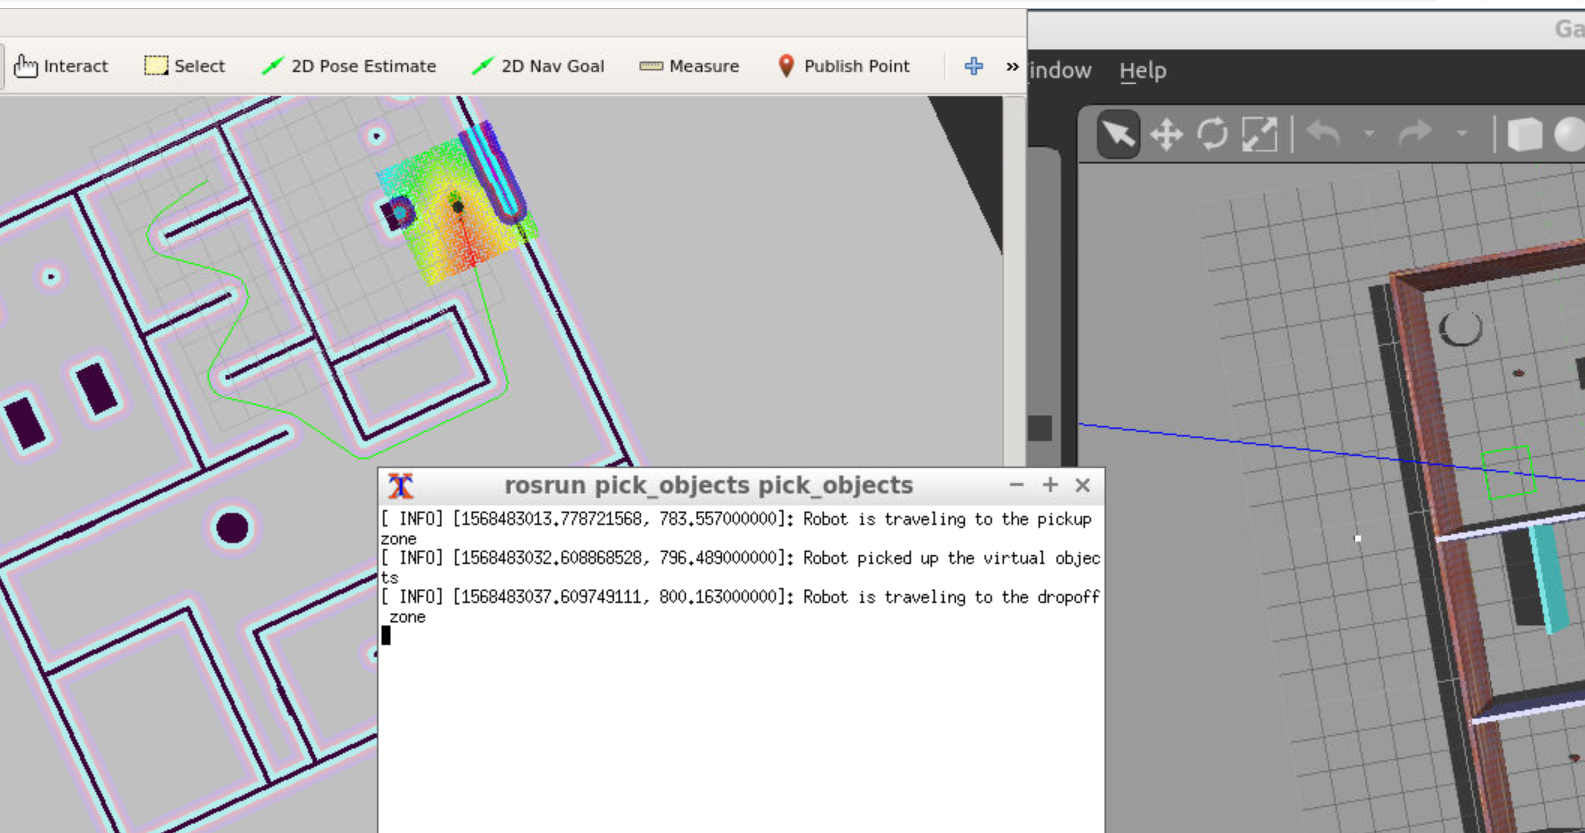 Ga
Interact Select 2D Pose Estimate 2D Nav Goal Measure Publish Point »
indow Help
rosrun pick_objects pick_objects
[ INFO] [1568483013.778721568, 783.557000000]: Robot is traveling to the pickup
zone
[ INFO] [1568483032.608868528, 796.489000000]: Robot picked up the virtual objec
ts
[ INFO] [1568483037.609749111, 800.163000000]: Robot is traveling to the dropoff
zone